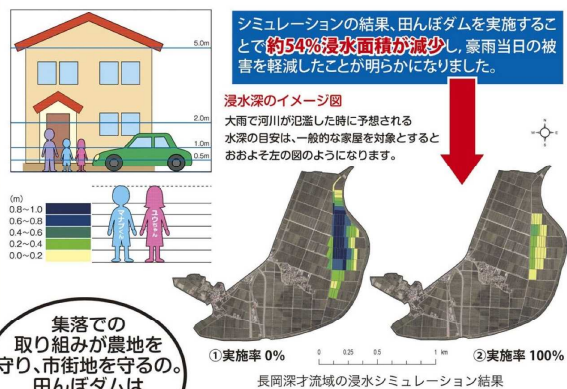 シミュレーションの結果、田んぼダムを実施するこ
とで約54%浸水面積が減少し、豪雨当日の被
害を軽減したことが明らかになりました。
浸水深のイメージ図
大雨で河川が氾濫した時に予想される
水深の目安は、一般的な家屋を対象とすると
おおよそ左の図のようになります。
5.0m
2.0m
1.0m
0.5m
(m)
0.8~1.0
0.6~0.8
0.4~0.6
0.2~0.4
0.0~0.2
マナブくん
ユウちゃん
集落での
取り組みが農地を
守り、市街地を守るの。
田んぼダムは
①実施率 0%
0 0.25 0.5 1 km
②実施率 100%
長岡深才流域の浸水シミュレーション結果